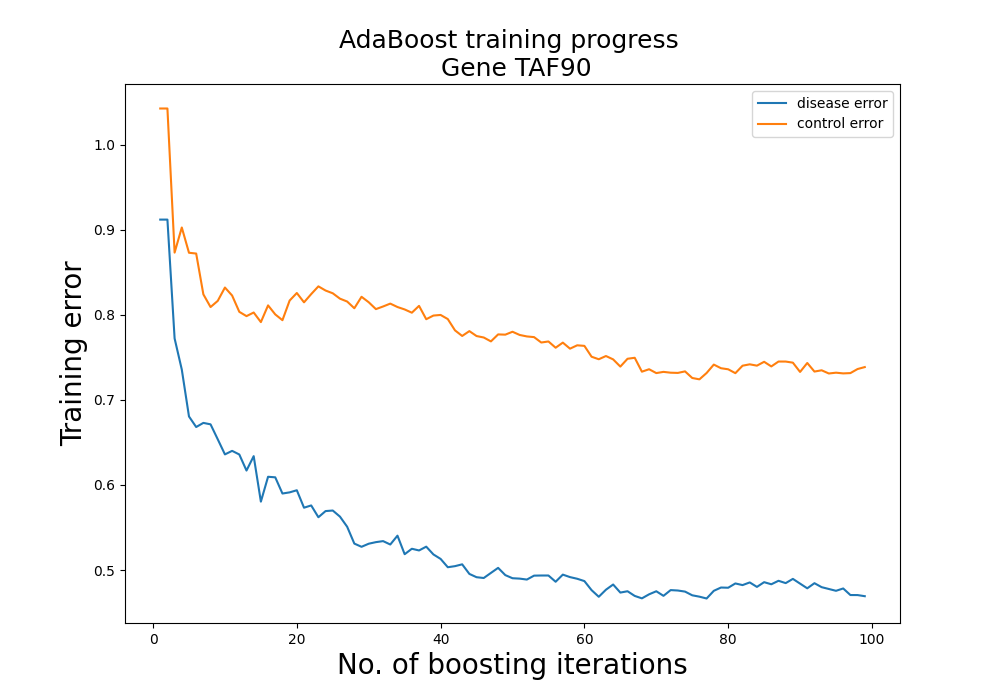 AdaBoost training progress
Gene TAF90
disease error
control error
Training error
1.0
0.9
0.8
0.7
0.6
0.5
0
20
40
60
80
100
No. of boosting iterations